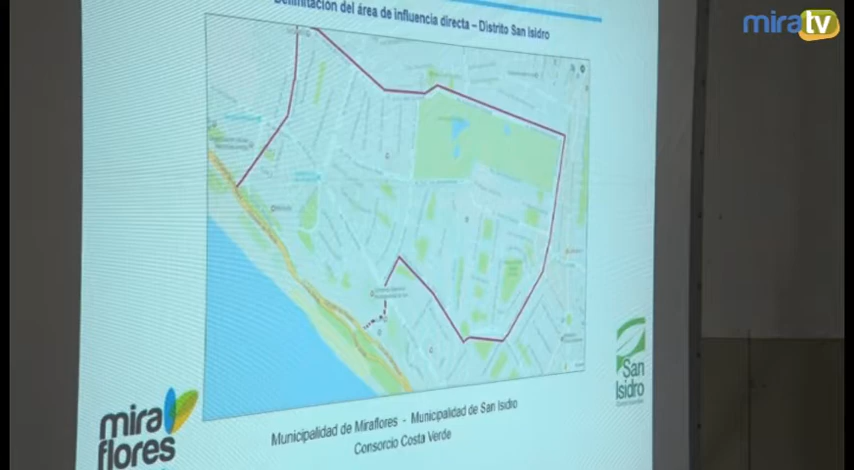 Delimitación del área de influencia directa – Distrito San Isidro
miratv
mira
flores
San
Isidro
Municipalidad de Miraflores - Municipalidad de San Isidro
Consorcio Costa Verde